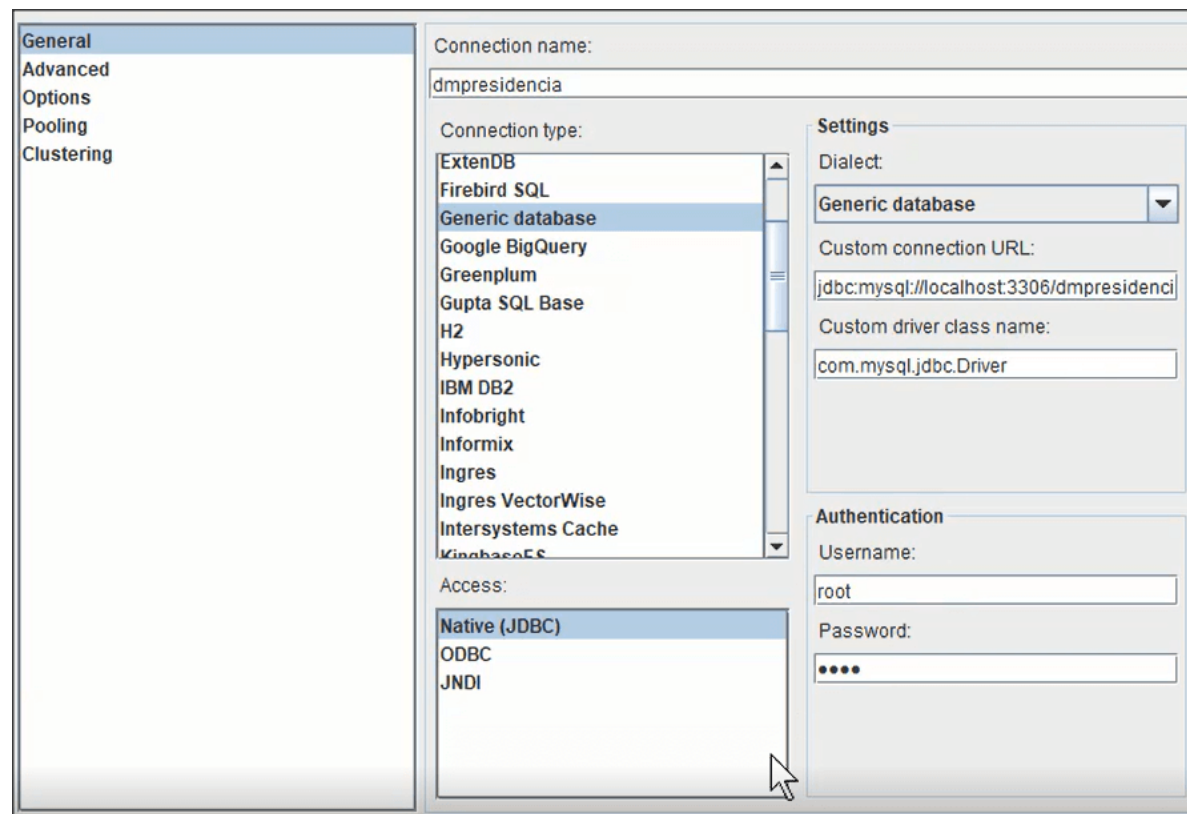 General
Advanced
Options
Pooling
Clustering
Connection name:
dmpresidencia
Connection type:
ExtenDB
Firebird SQL
Generic database
Google BigQuery
Greenplum
Gupta SQL Base
H2
Hypersonic
IBM DB2
Infobright
Informix
Ingres
Ingres VectorWise
Intersystems Cache
KingbaseES
Access:
Native (JDBC)
ODBC
JNDI
Settings
Dialect:
Generic database
Custom connection URL:
jdbc:mysql://localhost:3306/dmpresidenci
Custom driver class name:
com.mysql.jdbc.Driver
Authentication
Username:
root
Password:
••••